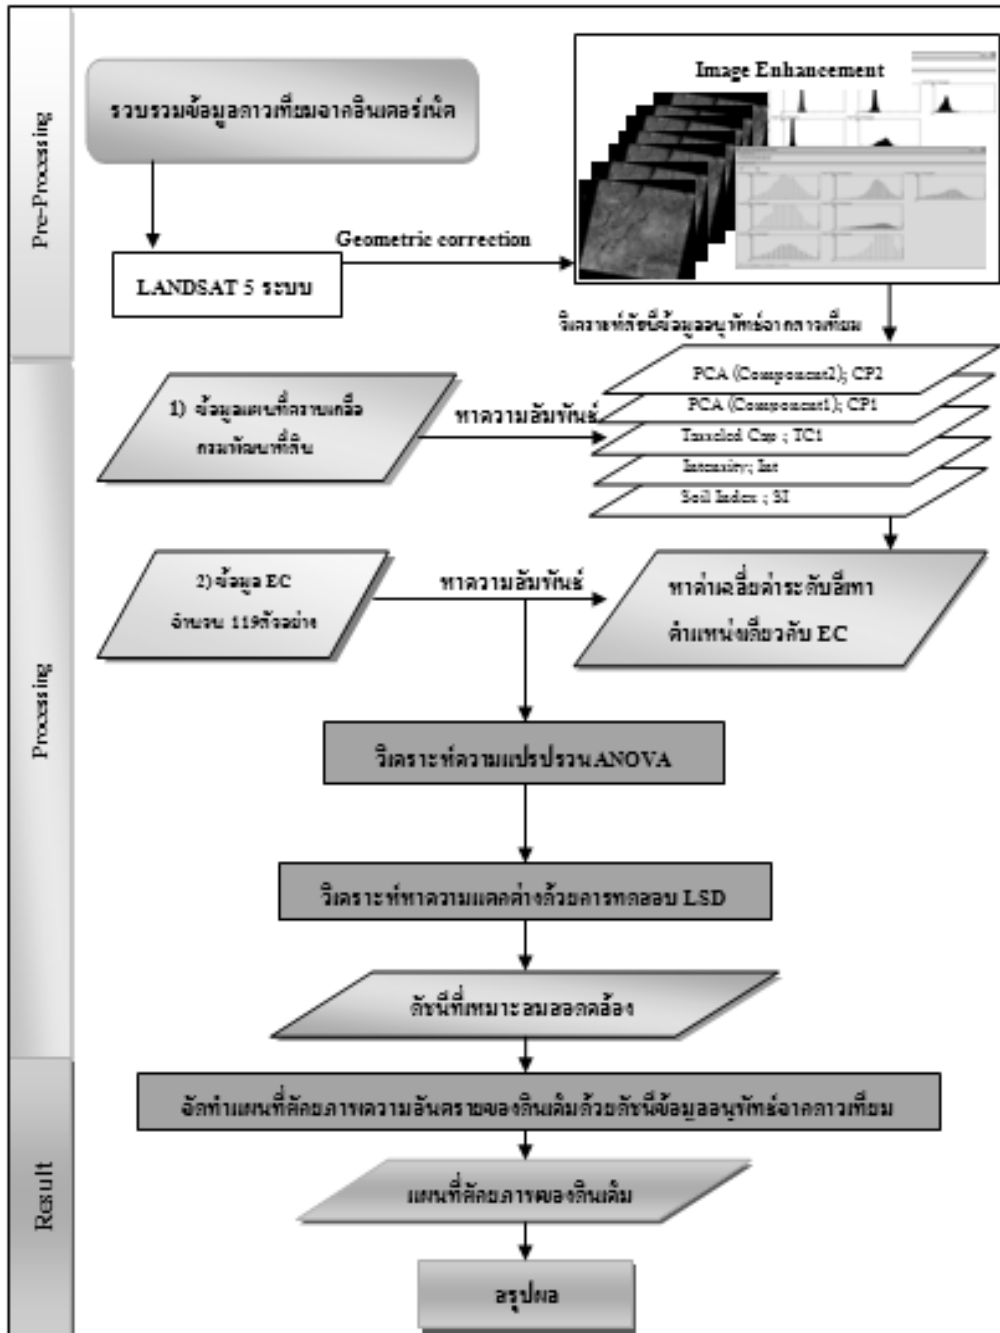 Pre-Processing
รวบรวมข้อมูลดาวเทียมจากอินเตอร์เน็ต
Image Enhancement
Geometric correction
LANDSAT 5 ระบบ
วิเคราะห์ดัชนีข้อมูลอนุพันธ์จากดาวเทียม
Processing
PCA (Component2); CP2
PCA (Component1); CP1
Tasseled Cap ; TC1
Intensity; Int
Soil Index ; SI
1) ข้อมูลแผนที่คราบเกลือ
กรมพัฒนาที่ดิน
หาความสัมพันธ์
2) ข้อมูล EC
จำนวน 119ตัวอย่าง
หาความสัมพันธ์
หาค่าเฉลี่ยค่าระดับสีเทา
ตำแหน่งเดียวกับ EC
วิเคราะห์ความแปรปรวน ANOVA
วิเคราะห์หาความแตกต่างด้วยการทดสอบ LSD
ดัชนีที่เหมาะสมสอดคล้อง
Result
จัดทำแผนที่ศักยภาพความอันตรายของดินเค็มด้วยดัชนีข้อมูลอนุพันธ์จากดาวเทียม
แผนที่ศักยภาพของดินเค็ม
สรุปผล